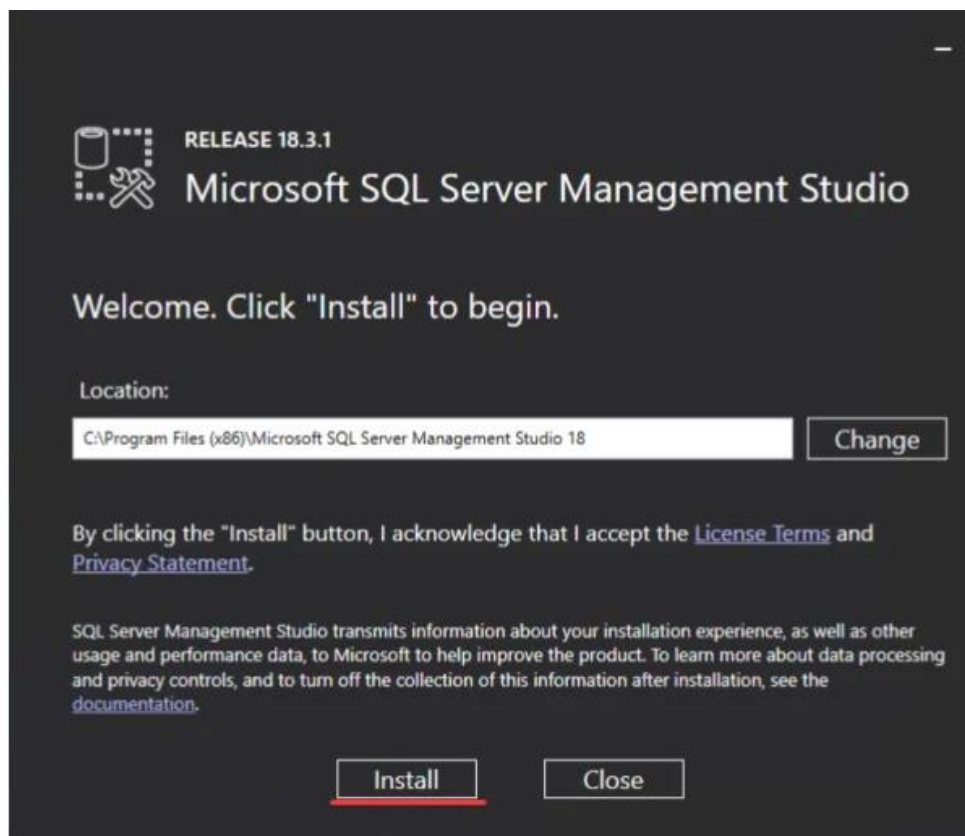 RELEASE 18.3.1
Microsoft SQL Server Management Studio
Welcome. Click "Install" to begin.
Location:
C:\Program Files (x86)\Microsoft SQL Server Management Studio 18
Change
By clicking the "Install" button, I acknowledge that I accept the License Terms and
Privacy Statement.
SQL Server Management Studio transmits information about your installation experience, as well as other
usage and performance data, to Microsoft to help improve the product. To learn more about data processing
and privacy controls, and to turn off the collection of this information after installation, see the
documentation.
Install
Close